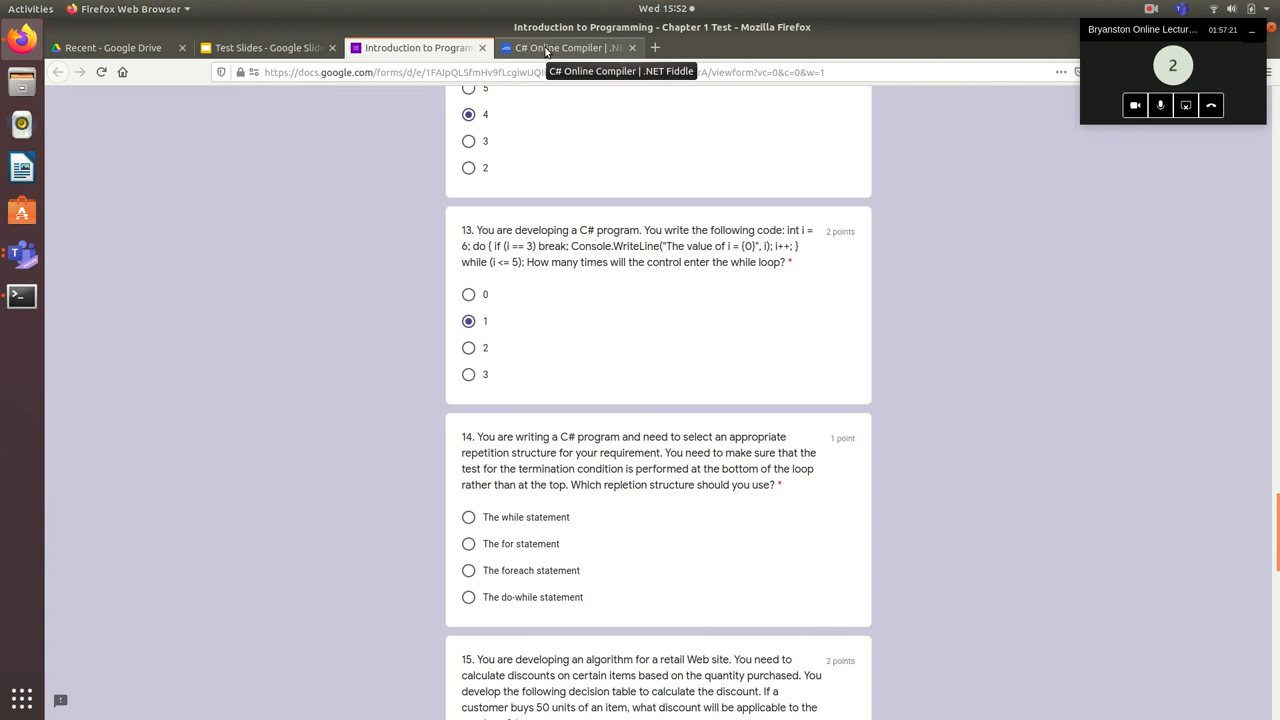 Activities
Firefox Web Browser
Wed 15:52
Introduction to Programming - Chapter 1 Test - Mozilla Firefox
Recent - Google Drive
Test Slides - Google Slide
Introduction to Program
C# Online Compiler | .NE
https://docs.google.com/forms/d/e/1FAIpQLSfmHv9fLcgiwUQI
A/viewform?vc=0&c=0&w=1
C# Online Compiler | .NET Fiddle
Bryanston Online Lectur...
01:57:21
2
5
4
3
2
13. You are developing a C# program. You write the following code: int i =
6; do { if (i == 3) break; Console.WriteLine("The value of i = {0}", i); i++; }
while (i <= 5); How many times will the control enter the while loop? *
2 points
0
1
2
3
14. You are writing a C# program and need to select an appropriate
repetition structure for your requirement. You need to make sure that the
test for the termination condition is performed at the bottom of the loop
rather than at the top. Which repletion structure should you use? *
1 point
The while statement
The for statement
The foreach statement
The do-while statement
15. You are developing an algorithm for a retail Web site. You need to
calculate discounts on certain items based on the quantity purchased. You
develop the following decision table to calculate the discount. If a
customer buys 50 units of an item, what discount will be applicable to the
2 points